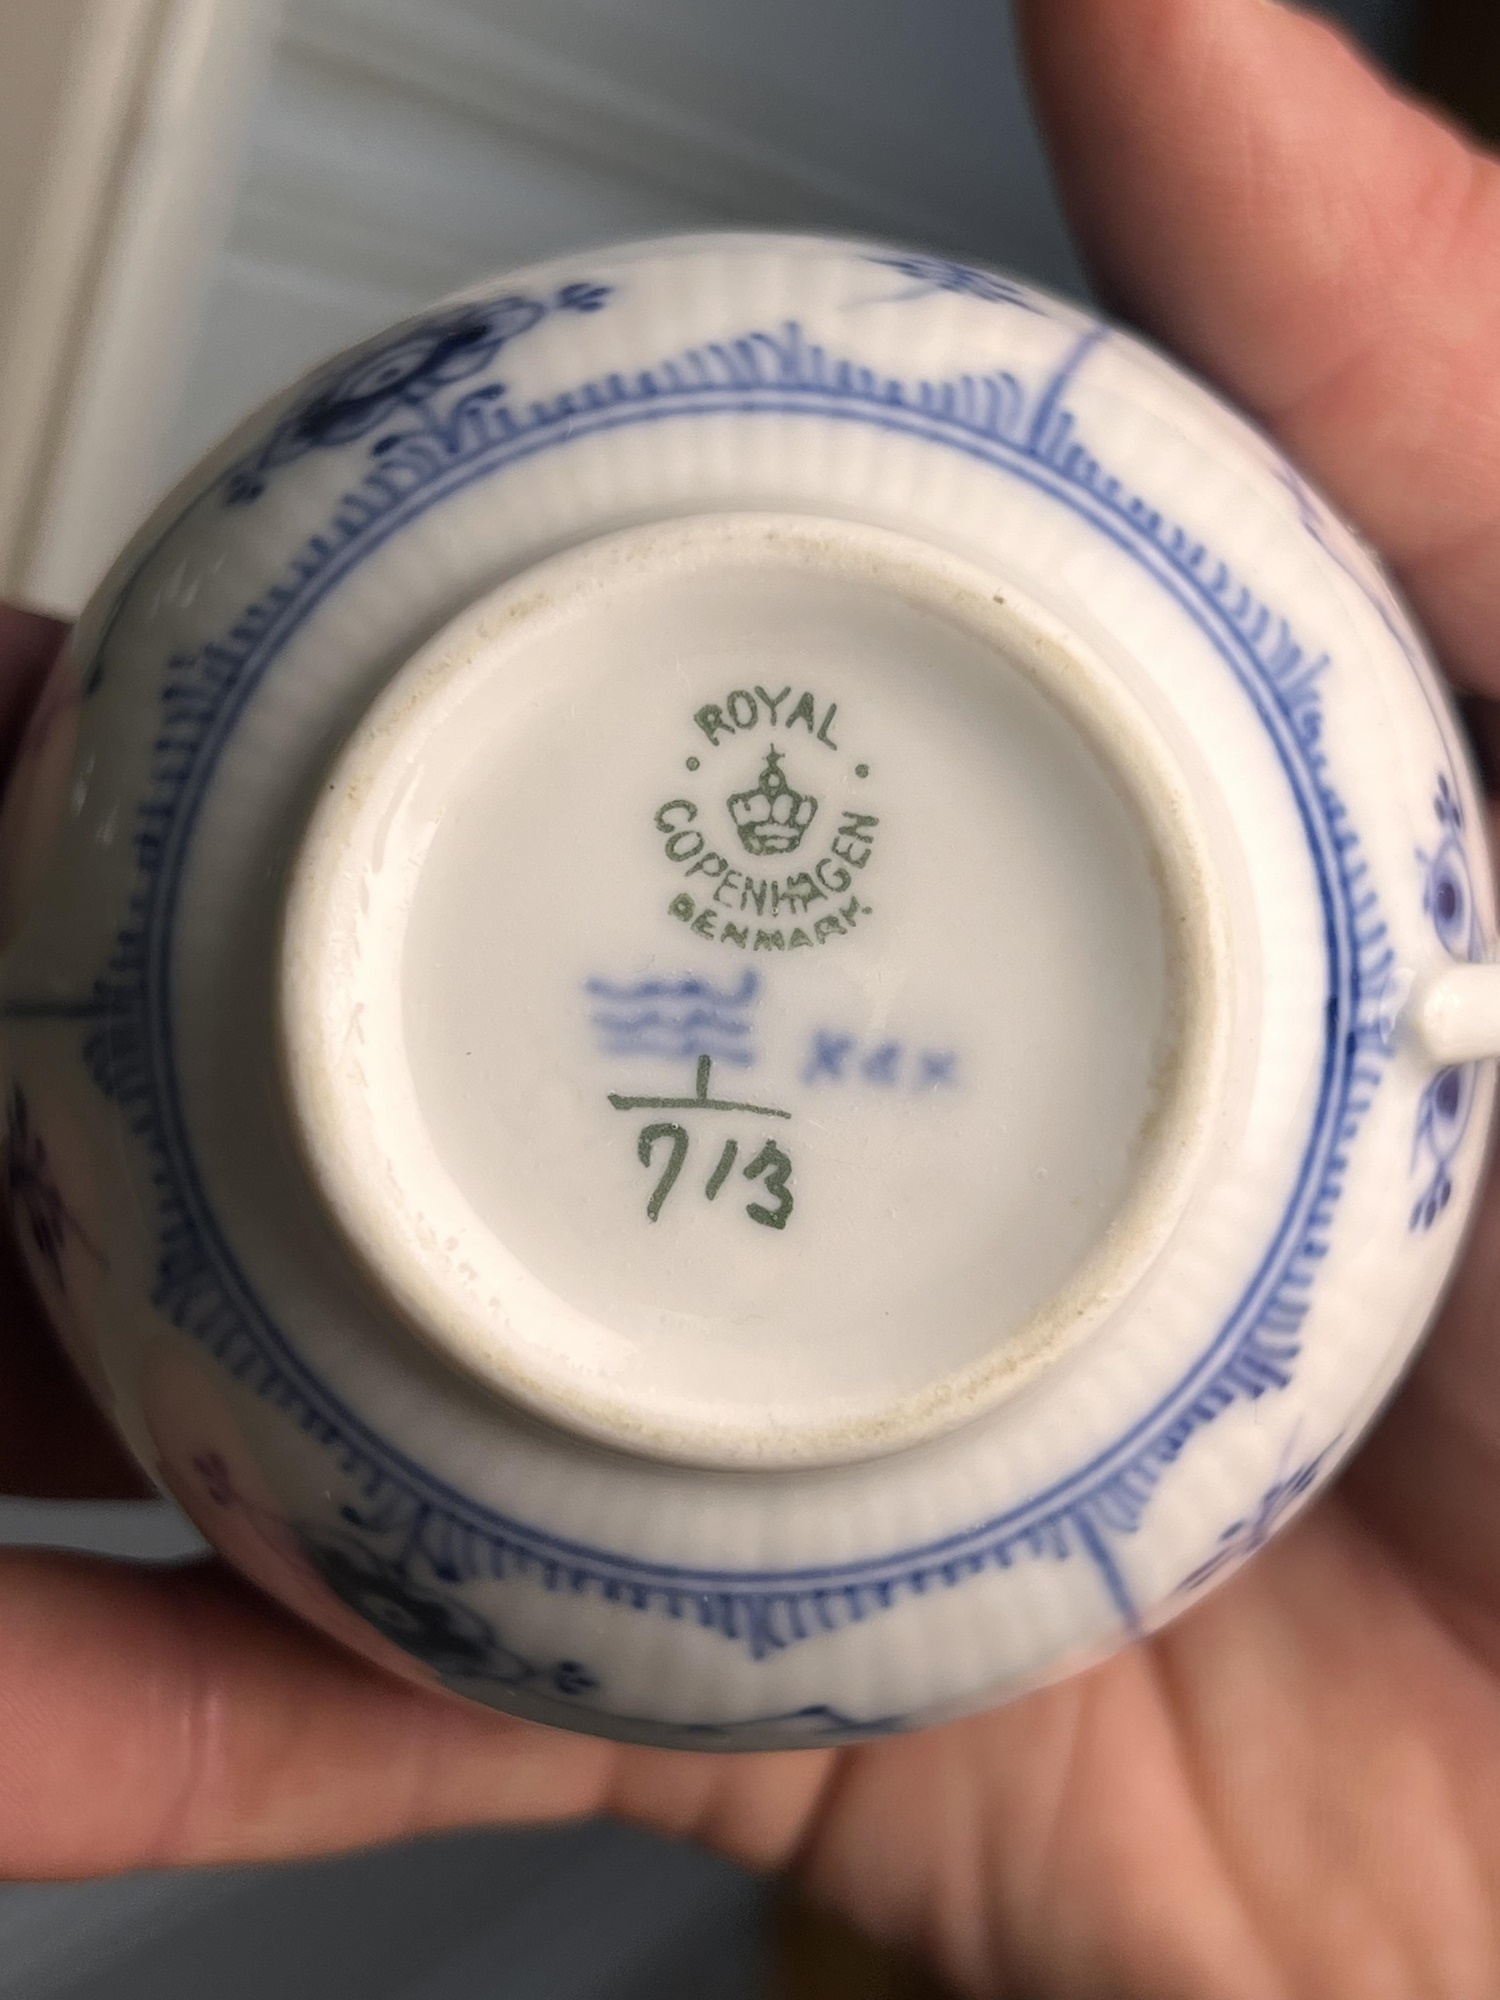 ROYAL
COPENHAGEN
DENMARK
1
713